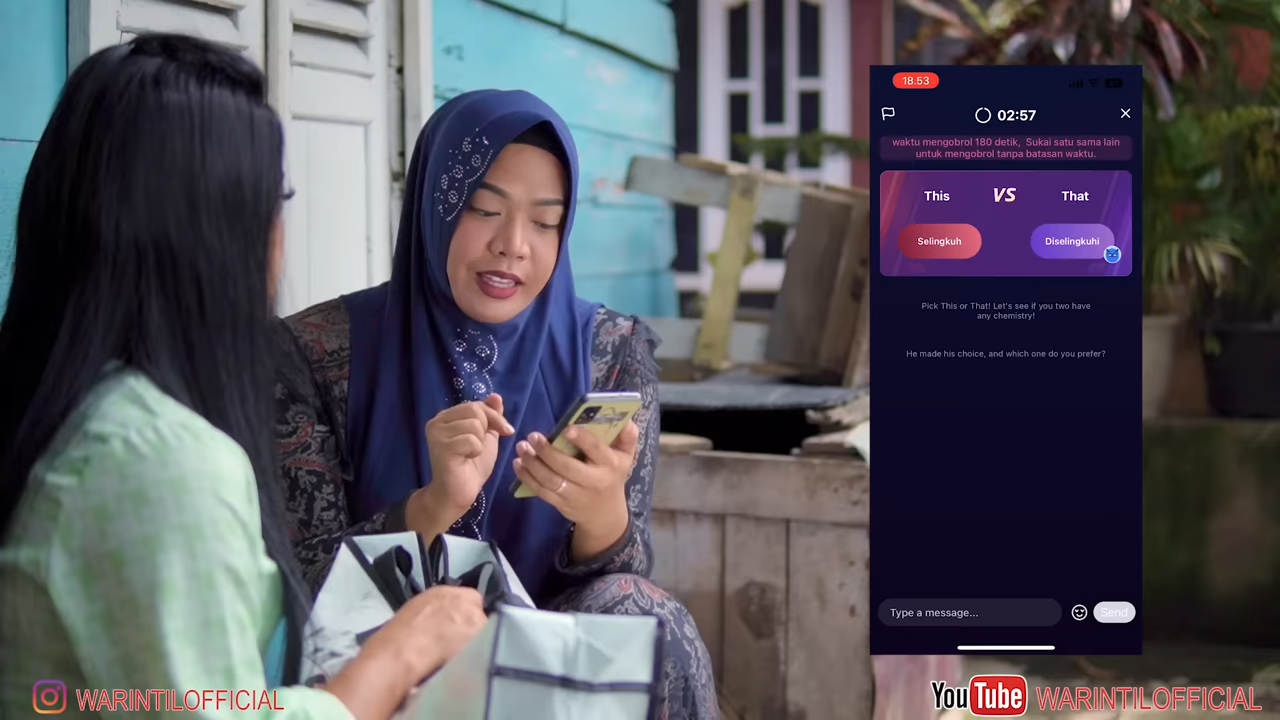 18.53
02:57
waktu mengobrol 180 detik, Sukai satu sama lain
untuk mengobrol tanpa batasan waktu.
This VS That
Selingkuh Diselingkuhi
Pick This or That! Let's see if you two have
any chemistry!
He made his choice, and which one do you prefer?
Type a message... Send
WARINTILOFFICIAL
YouTube WARINTILOFFICIAL